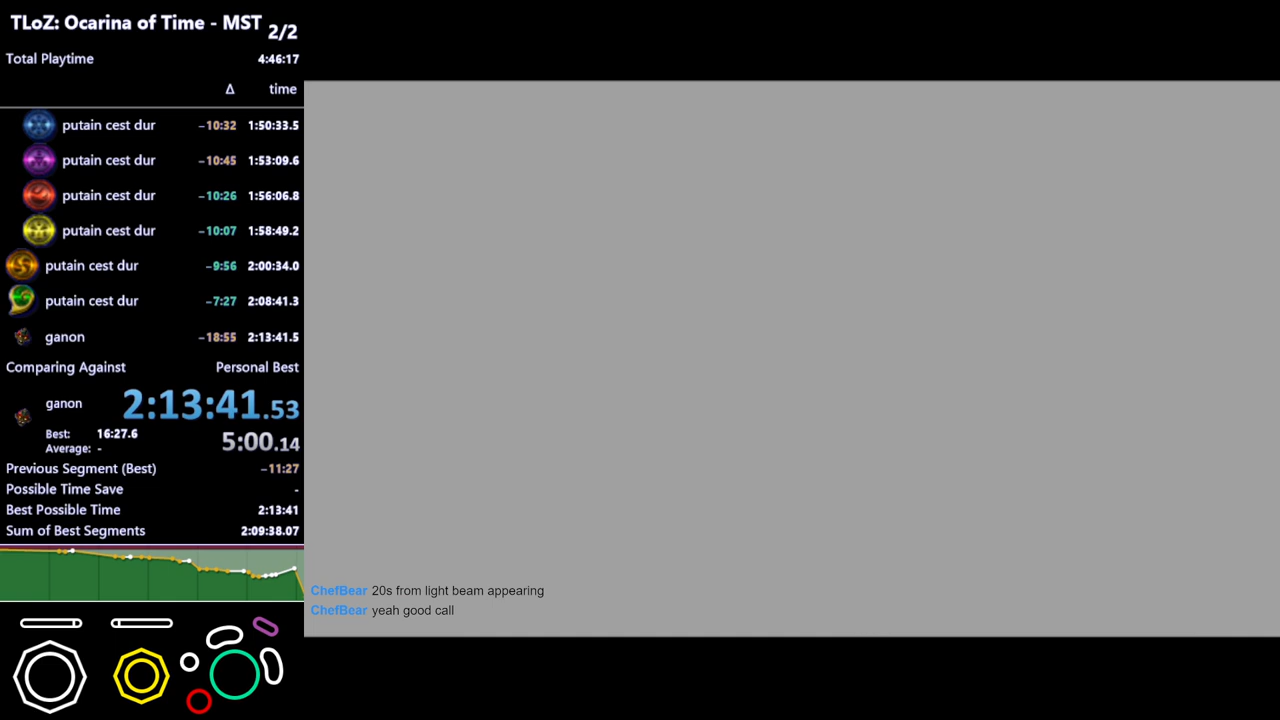 TLoZ: Ocarina of Time - MST 2/2
Total Playtime 4:46:17
Δ time
putain cest dur −10:32 1:50:33.5
putain cest dur −10:45 1:53:09.6
putain cest dur −10:26 1:56:06.8
putain cest dur −10:07 1:58:49.2
putain cest dur −9:56 2:00:34.0
putain cest dur −7:27 2:08:41.3
ganon −18:55 2:13:41.5
Comparing Against Personal Best
ganon 2:13:41.53
Best: 16:27.6 5:00.14
Average: -
Previous Segment (Best) −11:27
Possible Time Save -
Best Possible Time 2:13:41
Sum of Best Segments 2:09:38.07
ChefBear 20s from light beam appearing
ChefBear yeah good call